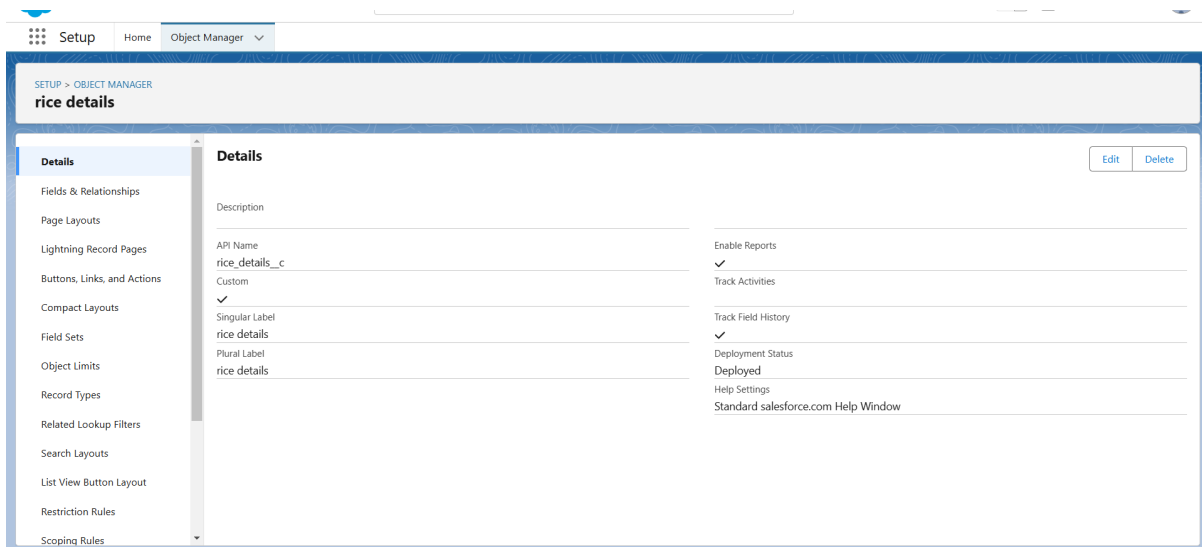 Setup
Home
Object Manager
SETUP > OBJECT MANAGER
rice details
Details
Fields & Relationships
Page Layouts
Lightning Record Pages
Buttons, Links, and Actions
Compact Layouts
Field Sets
Object Limits
Record Types
Related Lookup Filters
Search Layouts
List View Button Layout
Restriction Rules
Scoping Rules
Details
Edit
Delete
Description
API Name
rice_details__c
Custom
Singular Label
rice details
Plural Label
rice details
Enable Reports
Track Activities
Track Field History
Deployment Status
Deployed
Help Settings
Standard salesforce.com Help Window